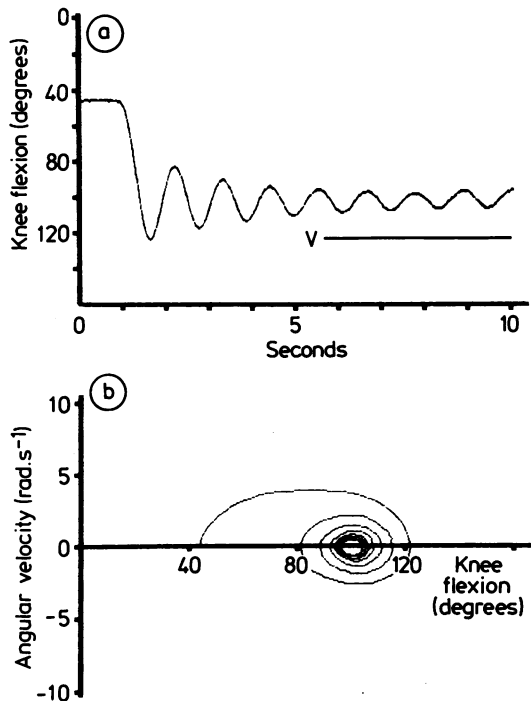 a
Knee flexion (degrees)
0
40
80
120
V
0
5
10
Seconds
b
Angular velocity (rad.s⁻¹)
10
5
0
-5
-10
40
80
120
Knee
flexion
(degrees)